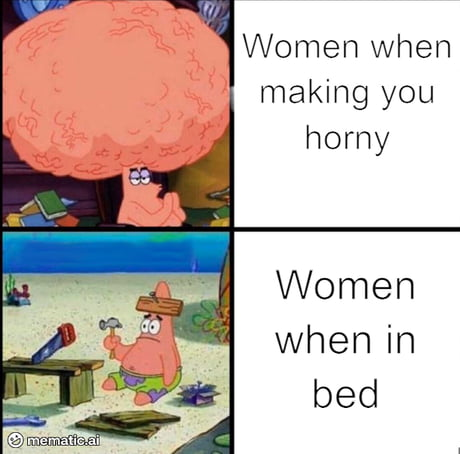 Women when
making you
horny
Women
when in
bed
mematic.ai